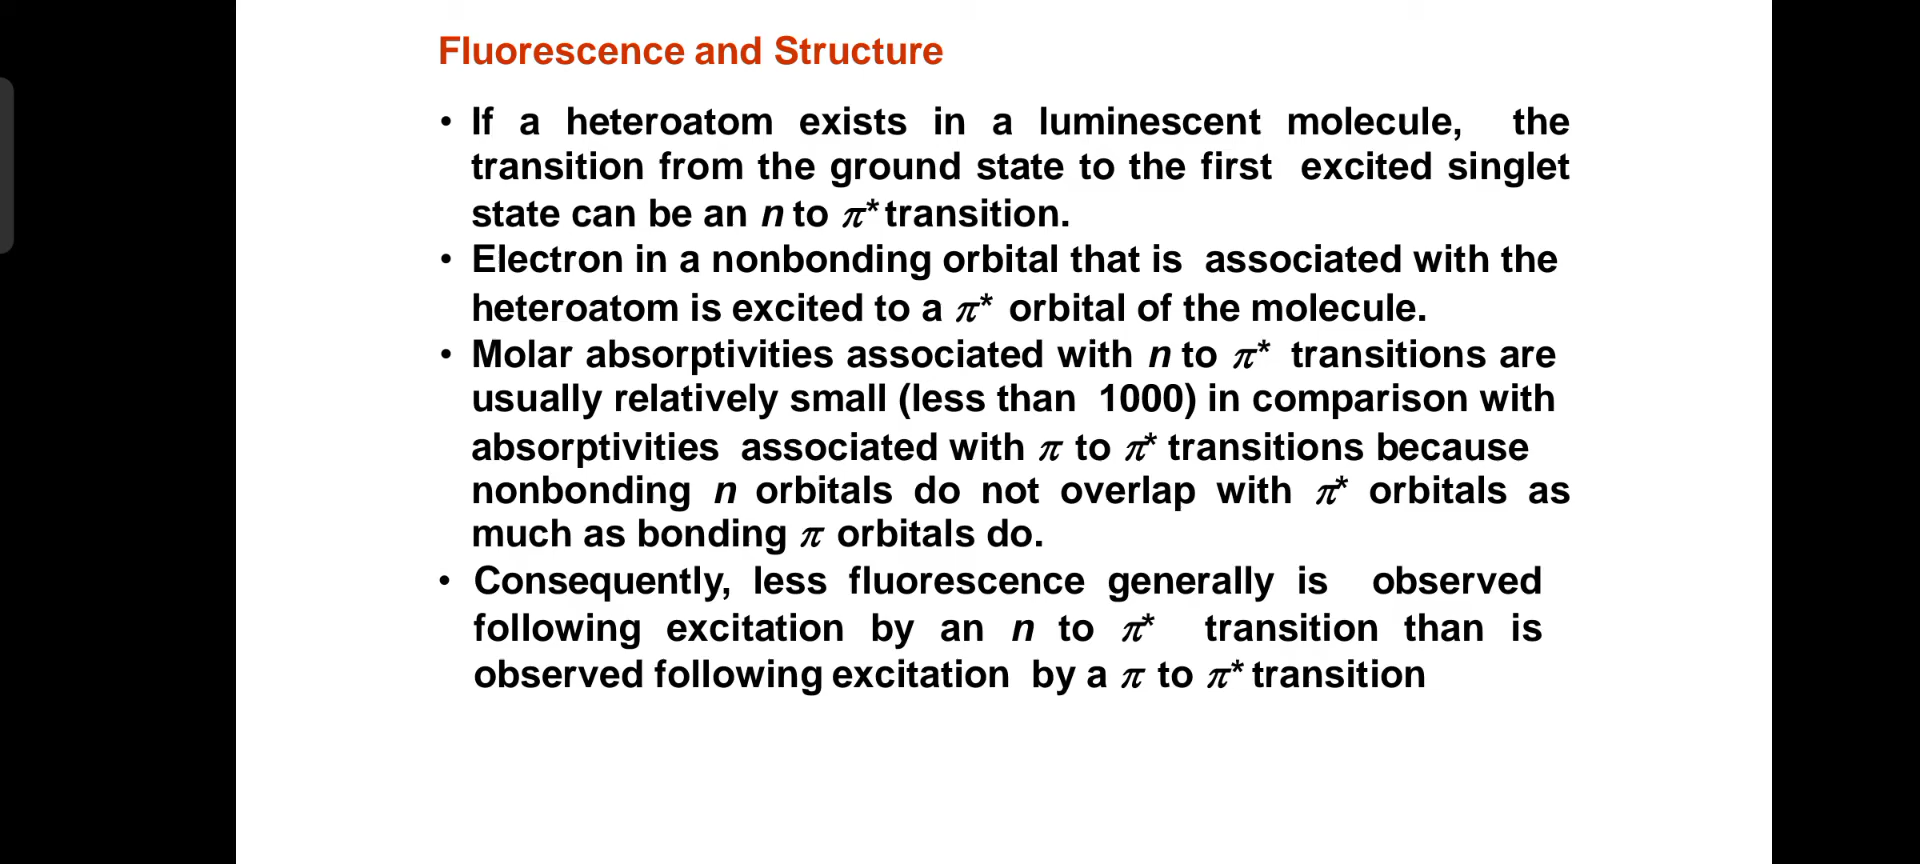 Fluorescence and Structure
• If a heteroatom exists in a luminescent molecule, the
transition from the ground state to the first excited singlet
state can be an n to π* transition.
• Electron in a nonbonding orbital that is associated with the
heteroatom is excited to a π* orbital of the molecule.
• Molar absorptivities associated with n to π* transitions are
usually relatively small (less than 1000) in comparison with
absorptivities associated with π to π* transitions because
nonbonding n orbitals do not overlap with π* orbitals as
much as bonding π orbitals do.
• Consequently, less fluorescence generally is observed
following excitation by an n to π* transition than is
observed following excitation by a π to π* transition